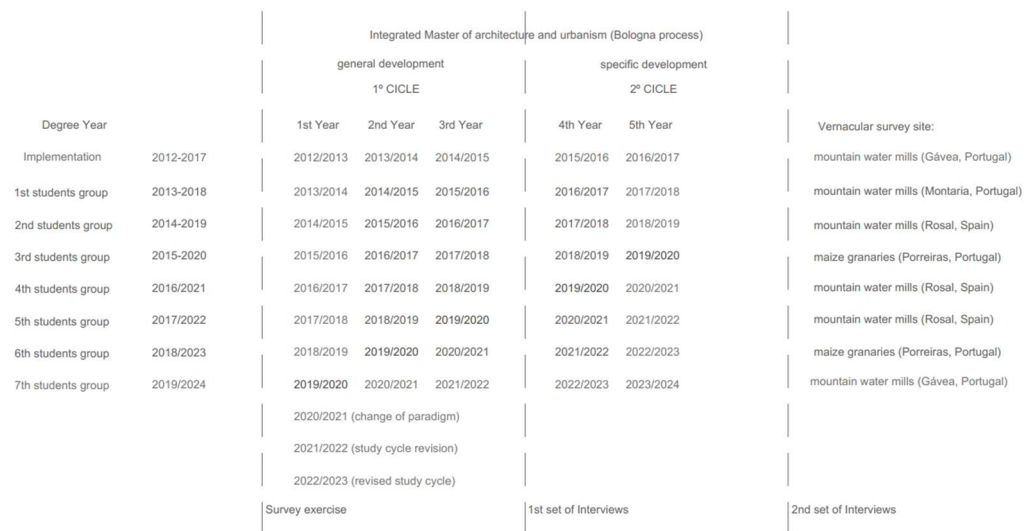 Integrated Master of architecture and urbanism (Bologna process)
general development specific development
1º CICLE 2º CICLE
Degree Year 1st Year 2nd Year 3rd Year 4th Year 5th Year Vernacular survey site:
Implementation 2012-2017 2012/2013 2013/2014 2014/2015 2015/2016 2016/2017 mountain water mills (Gávea, Portugal)
1st students group 2013-2018 2013/2014 2014/2015 2015/2016 2016/2017 2017/2018 mountain water mills (Montaria, Portugal)
2nd students group 2014-2019 2014/2015 2015/2016 2016/2017 2017/2018 2018/2019 mountain water mills (Rosal, Spain)
3rd students group 2015-2020 2015/2016 2016/2017 2017/2018 2018/2019 2019/2020 maize granaries (Porreiras, Portugal)
4th students group 2016/2021 2016/2017 2017/2018 2018/2019 2019/2020 2020/2021 mountain water mills (Rosal, Spain)
5th students group 2017/2022 2017/2018 2018/2019 2019/2020 2020/2021 2021/2022 mountain water mills (Rosal, Spain)
6th students group 2018/2023 2018/2019 2019/2020 2020/2021 2021/2022 2022/2023 maize granaries (Porreiras, Portugal)
7th students group 2019/2024 2019/2020 2020/2021 2021/2022 2022/2023 2023/2024 mountain water mills (Gávea, Portugal)
2020/2021 (change of paradigm)
2021/2022 (study cycle revision)
2022/2023 (revised study cycle)
Survey exercise 1st set of Interviews 2nd set of Interviews